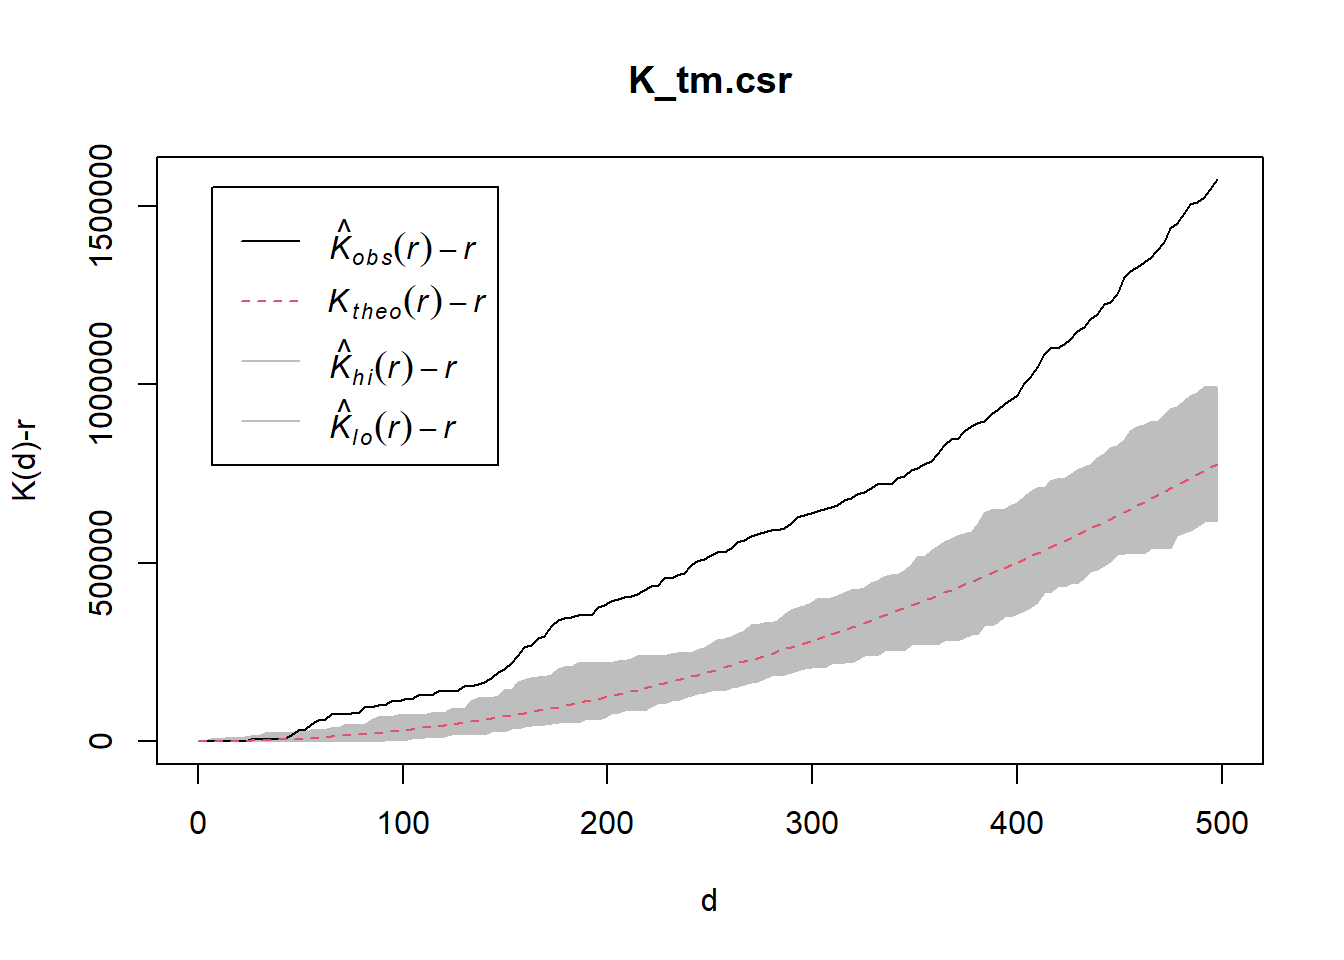 K_tm.csr
K(d)-r
1500000
1000000
500000
0
K̂obs(r) − r
Ktheo(r) − r
K̂hi(r) − r
K̂lo(r) − r
0 100 200 300 400 500
d